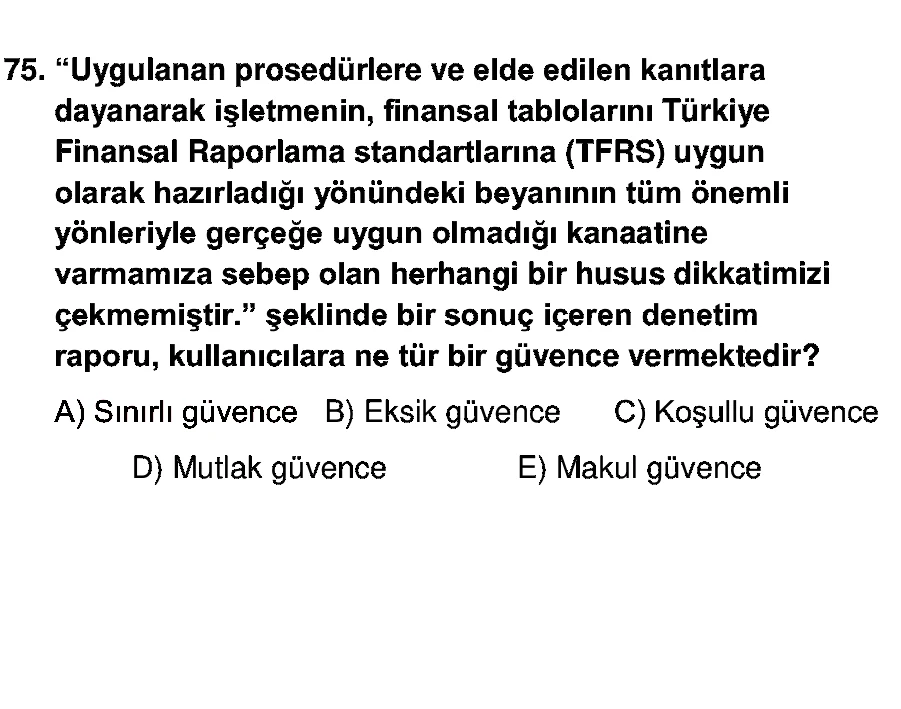 75. “Uygulanan prosedürlere ve elde edilen kanıtlara
dayanarak işletmenin, finansal tablolarını Türkiye
Finansal Raporlama standartlarına (TFRS) uygun
olarak hazırladığı yönündeki beyanının tüm önemli
yönleriyle gerçeğe uygun olmadığı kanaatine
varmamıza sebep olan herhangi bir husus dikkatimizi
çekmemiştir.” şeklinde bir sonuç içeren denetim
raporu, kullanıcılara ne tür bir güvence vermektedir?
A) Sınırlı güvence B) Eksik güvence C) Koşullu güvence
D) Mutlak güvence E) Makul güvence